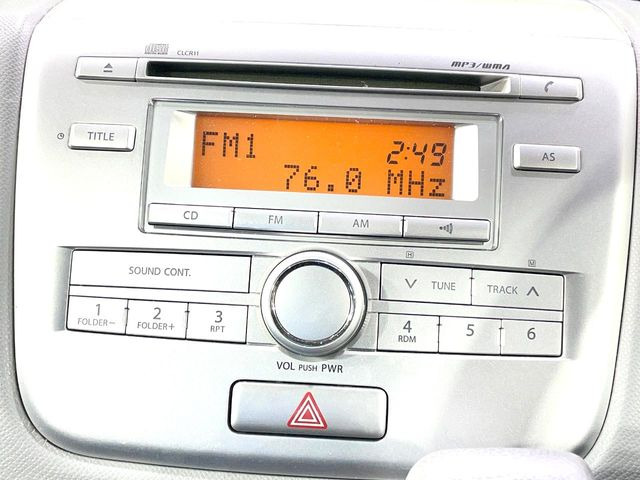 CLCR11
MP3/WMA
TITLE
FM1 2:49
76.0 MHz
AS
CD FM AM
SOUND CONT.
H
M
TUNE TRACK
1 FOLDER−
2 FOLDER+
3 RPT
4 RDM
5
6
VOL PUSH PWR